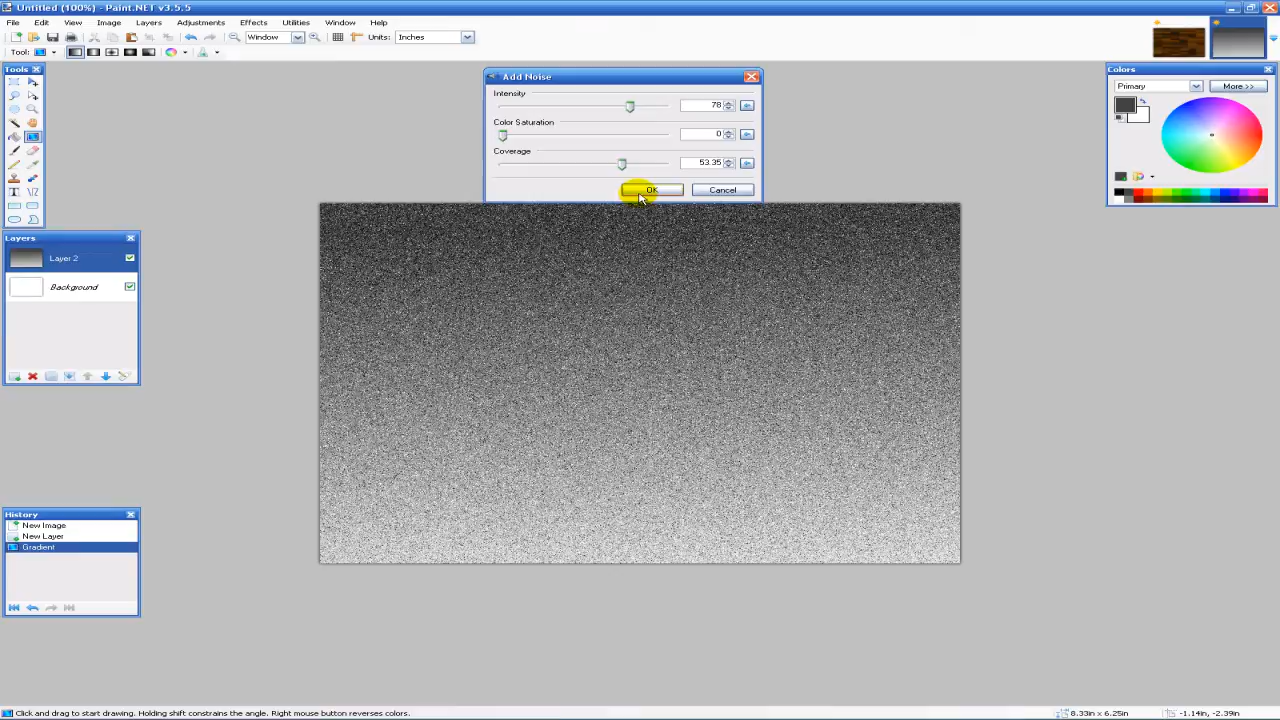 Untitled (100%) - Paint.NET v3.5.5
File Edit View Image Layers Adjustments Effects Utilities Window Help
Window Units: Inches
Tool:
Tools
Add Noise
Intensity
78
Color Saturation
0
Coverage
53.35
OK Cancel
Colors
Primary More >>
Layers
Layer 2
Background
History
New Image
New Layer
Gradient
Click and drag to start drawing. Holding shift constrains the angle. Right mouse button reverses colors. 8.33in x 6.25in -1.14in, -2.39in